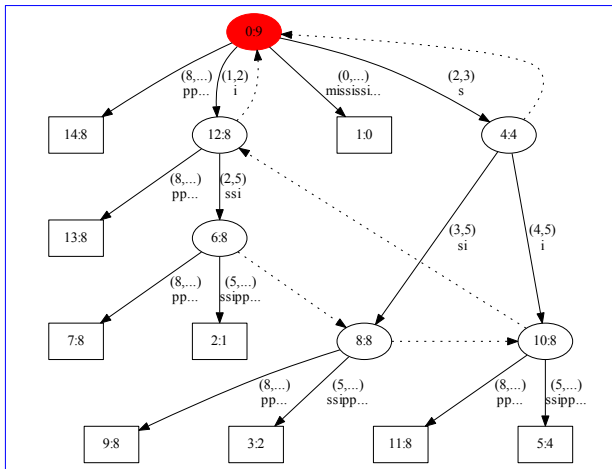 0:9
(8,...)
pp...
(1,2)
i
(0,...)
mississi...
(2,3)
s
14:8
12:8
1:0
4:4
(8,...)
pp...
(2,5)
ssi
(3,5)
si
(4,5)
i
13:8
6:8
(8,...)
pp...
(5,...)
ssipp...
7:8
2:1
8:8
10:8
(8,...)
pp...
(5,...)
ssipp...
(8,...)
pp...
(5,...)
ssipp...
9:8
3:2
11:8
5:4